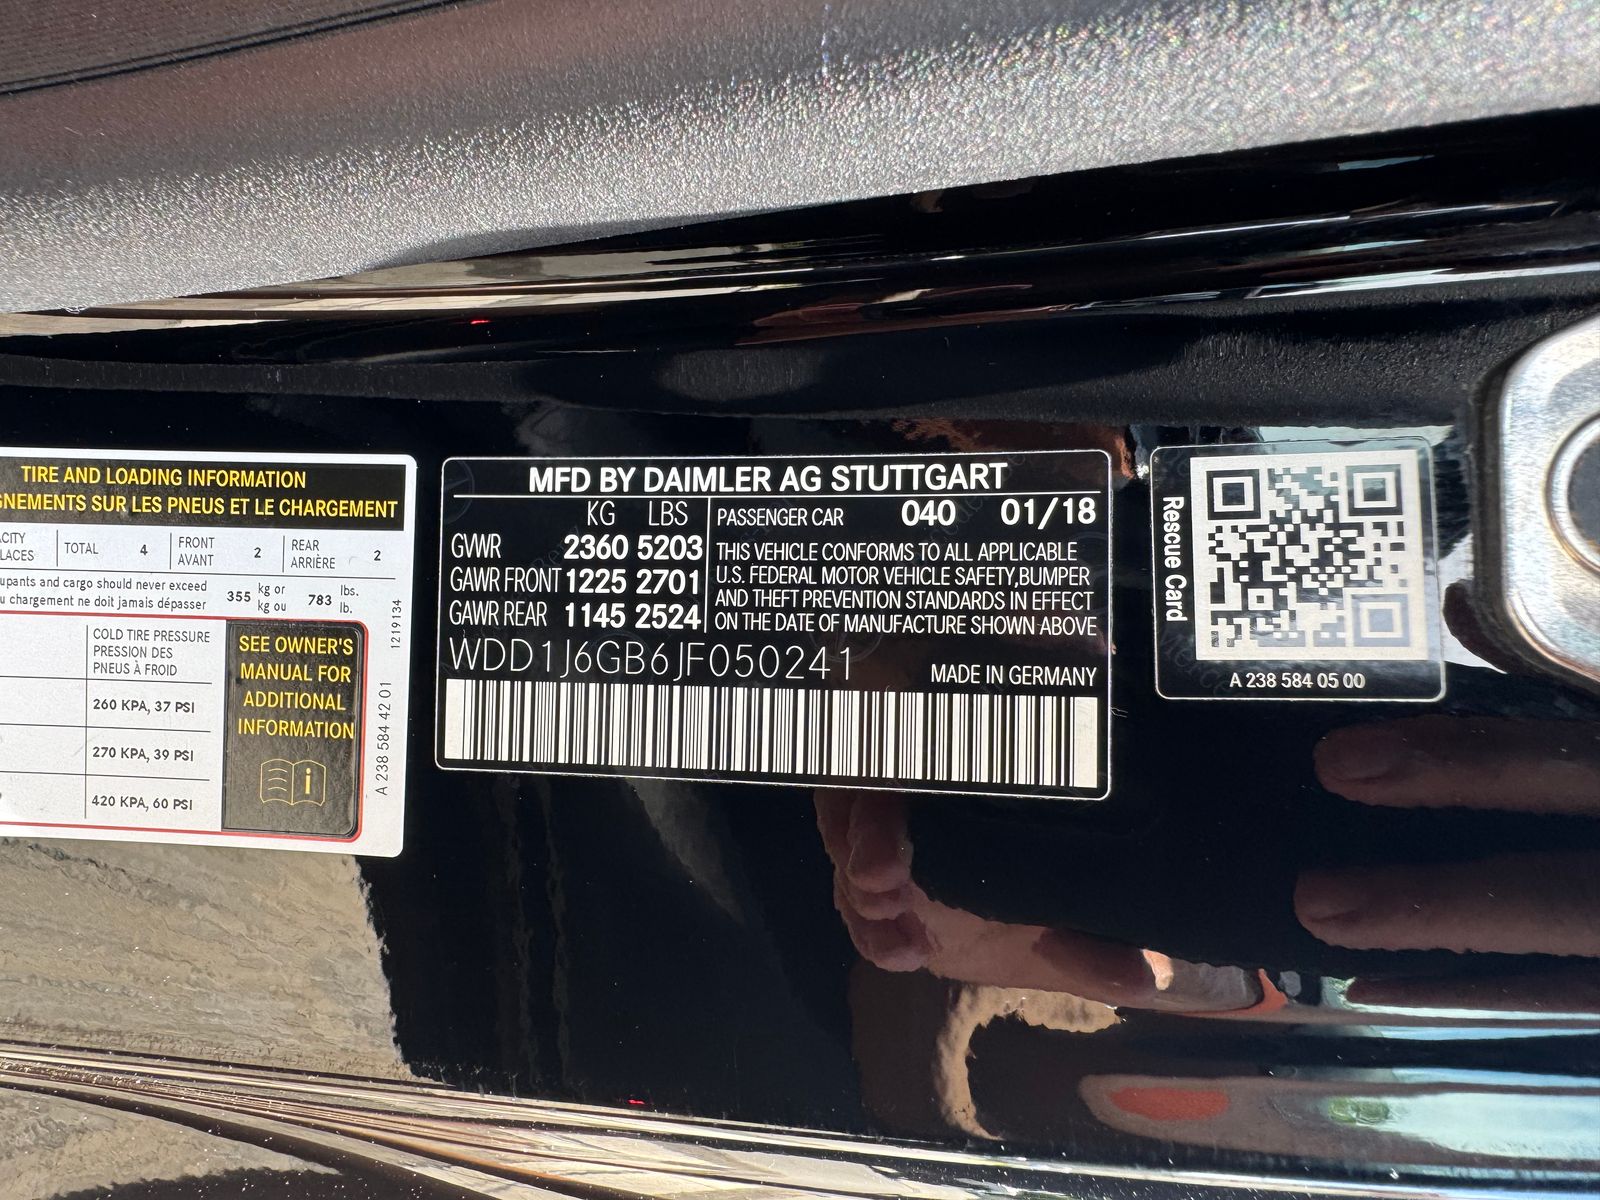 TIRE AND LOADING INFORMATION
GNEMENTS SUR LES PNEUS ET LE CHARGEMENT
TOTAL 4 FRONT AVANT 2 REAR ARRIÈRE 2
upants and cargo should never exceed 355 kg or 783 lbs.
chargement ne doit jamais dépasser kg ou lb.
COLD TIRE PRESSURE
PRESSION DES
PNEUS À FROID
260 KPA, 37 PSI
270 KPA, 39 PSI
420 KPA, 60 PSI
SEE OWNER'S
MANUAL FOR
ADDITIONAL
INFORMATION
i
1219134
A 238 584 42 01
MFD BY DAIMLER AG STUTTGART
KG LBS
GVWR 2360 5203
GAWR FRONT 1225 2701
GAWR REAR 1145 2524
PASSENGER CAR 040 01/18
THIS VEHICLE CONFORMS TO ALL APPLICABLE
U.S. FEDERAL MOTOR VEHICLE SAFETY,BUMPER
AND THEFT PREVENTION STANDARDS IN EFFECT
ON THE DATE OF MANUFACTURE SHOWN ABOVE
WDD1J6GB6JF050241
MADE IN GERMANY
Rescue Card
A 238 584 05 00